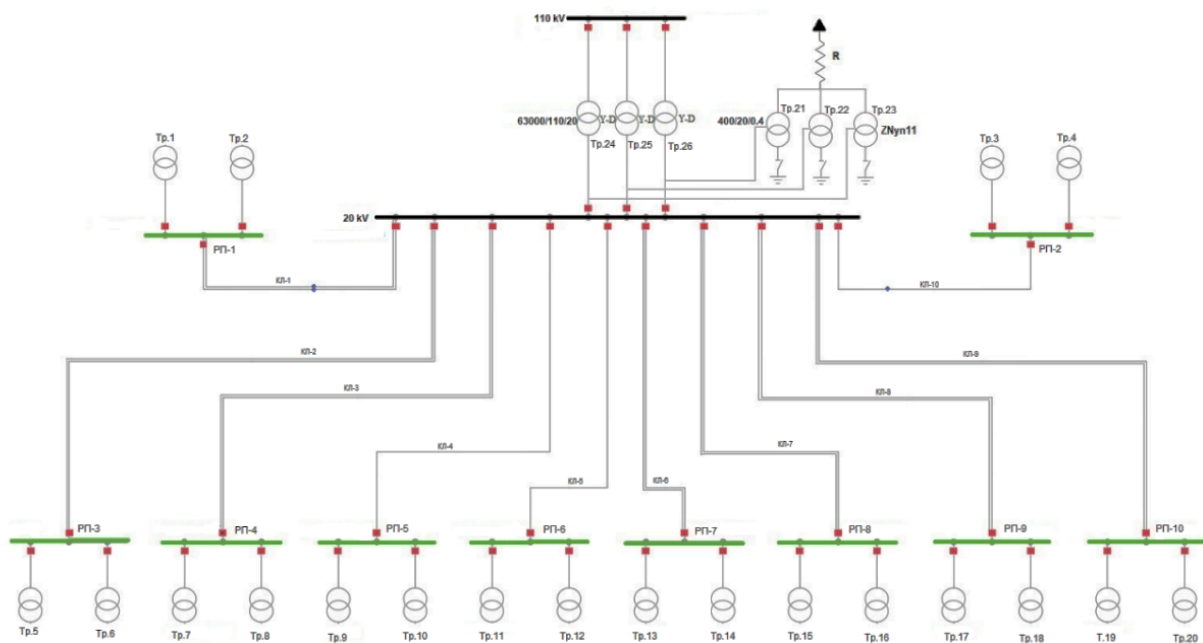 110 kV
R
Тр.21
Тр.22
Тр.23
63000/110/20
Y-D
Y-D
Y-D
400/20/0.4
ZNyn11
Тр.24
Тр.25
Тр.26
Тр.1
Тр.2
Тр.3
Тр.4
20 kV
РП-1
РП-2
КЛ-1
КЛ-10
КЛ-2
КЛ-9
КЛ-3
КЛ-8
КЛ-4
КЛ-7
КЛ-5
КЛ-6
РП-3
РП-4
РП-5
РП-6
РП-7
РП-8
РП-9
РП-10
Тр.5
Тр.6
Тр.7
Тр.8
Тр.9
Тр.10
Тр.11
Тр.12
Тр.13
Тр.14
Тр.15
Тр.16
Тр.17
Тр.18
Т.19
Тр.20